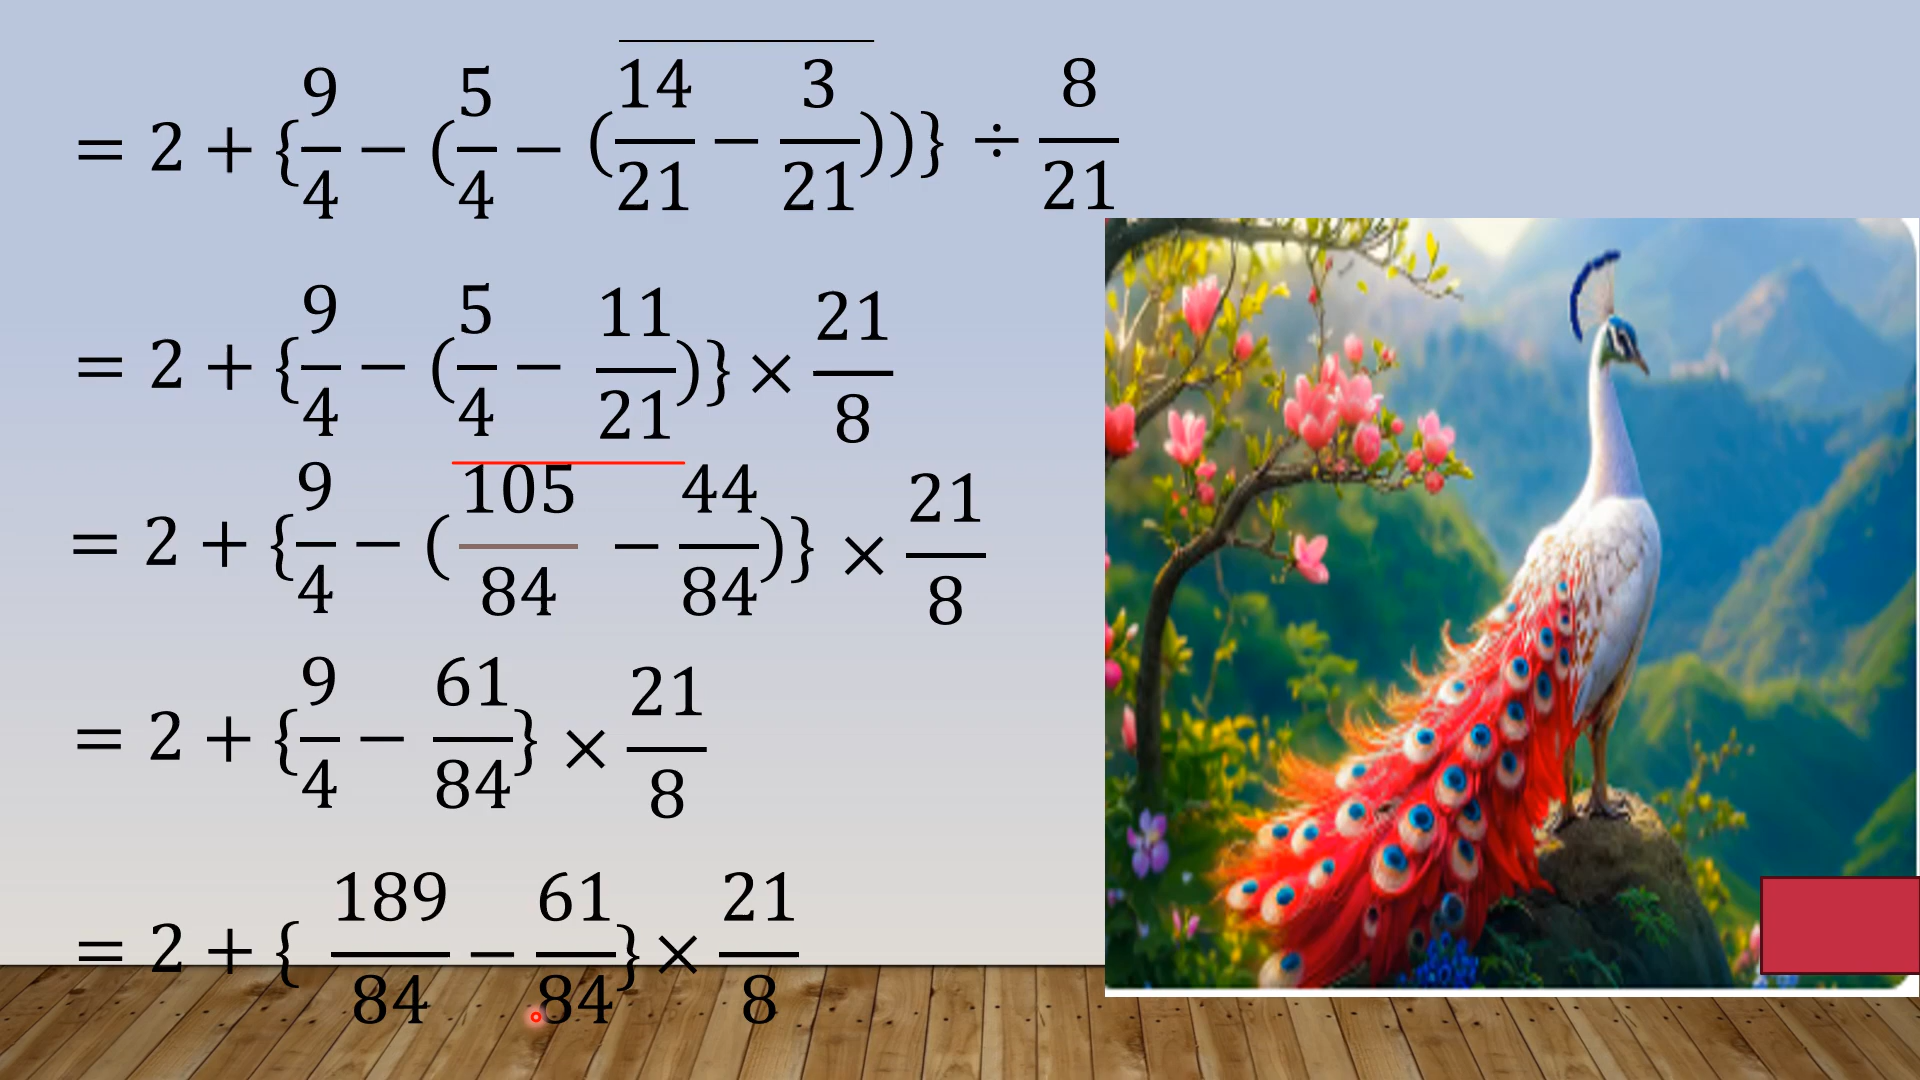 = 2 + {9/4 − (5/4 − (14/21 − 3/21))} ÷ 8/21
= 2 + {9/4 − (5/4 − 11/21)} × 21/8
= 2 + {9/4 − (105/84 − 44/84)} × 21/8
= 2 + {9/4 − 61/84} × 21/8
= 2 + { 189/84 − 61/84} × 21/8